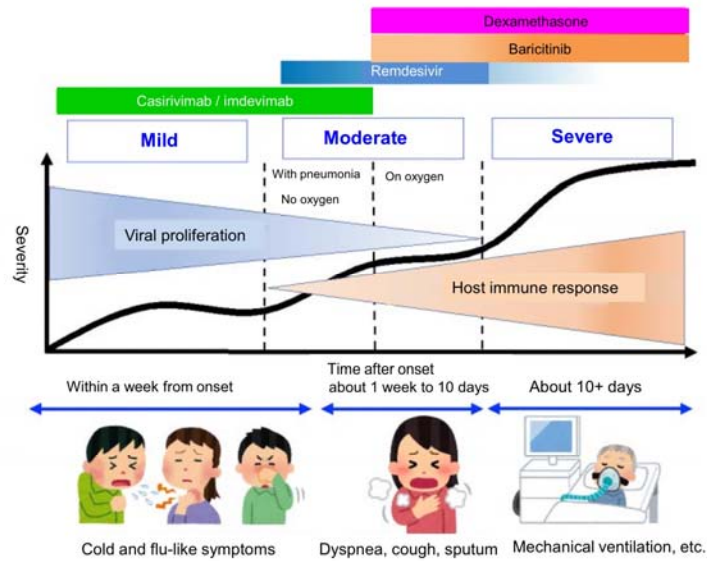 Dexamethasone
Baricitinib
Remdesivir
Casirivimab / imdevimab
Mild
Moderate
Severe
With pneumonia
No oxygen
On oxygen
Severity
Viral proliferation
Host immune response
Time after onset
Within a week from onset
about 1 week to 10 days
About 10+ days
Cold and flu-like symptoms
Dyspnea, cough, sputum
Mechanical ventilation, etc.